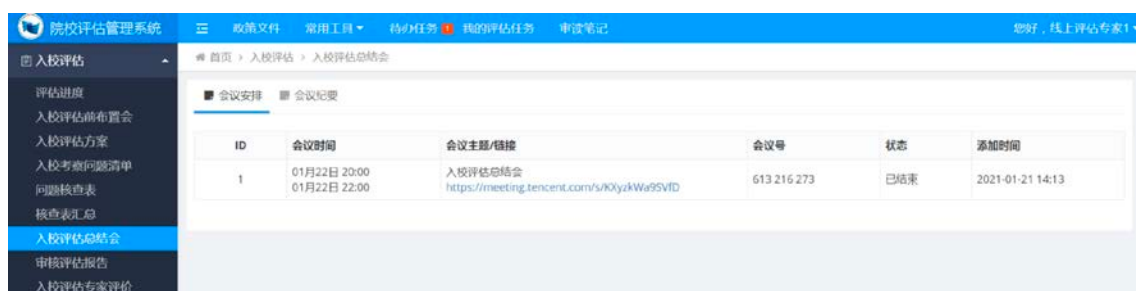 院校评估管理系统
政策文件 常用工具 待办任务 我的评估任务 审读笔记 您好，线上评估专家1
入校评估
首页 > 入校评估 > 入校评估总结会
评估进度
会议安排 会议纪要
入校评估前布置会
入校评估方案
ID 会议时间 会议主题/链接 会议号 状态 添加时间
入校考察问题清单
1 01月22日 20:00 入校评估总结会 613 216 273 已结束 2021-01-21 14:13
01月22日 22:00 https://meeting.tencent.com/s/KXyzkWa9SVfD
问题核查表
核查表汇总
入校评估总结会
审核评估报告
入校评估专家评价